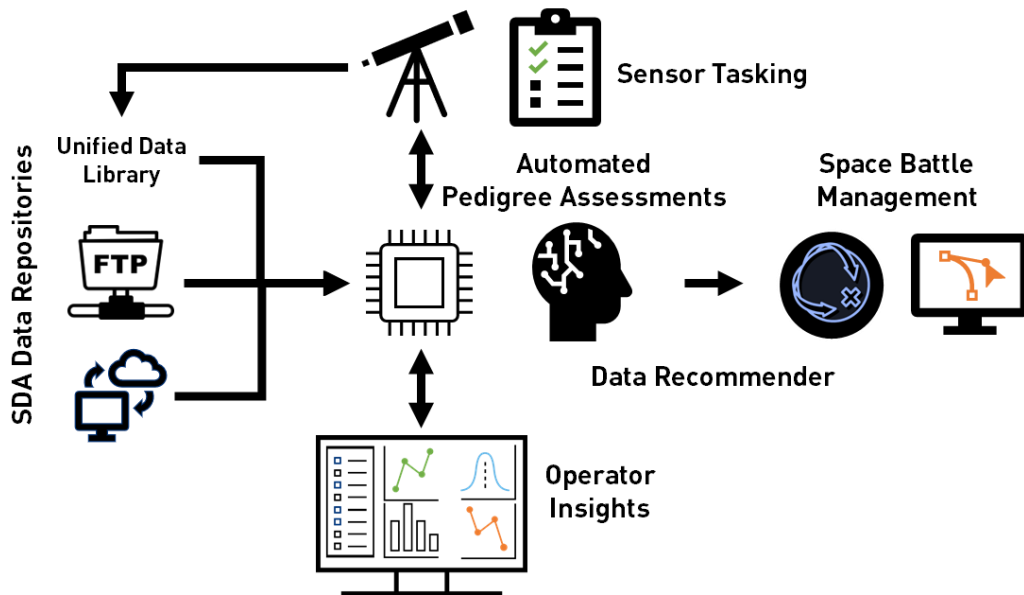 Sensor Tasking
Unified Data
Library
SDA Data Repositories
FTP
Automated
Pedigree Assessments
Space Battle
Management
Data Recommender
Operator
Insights